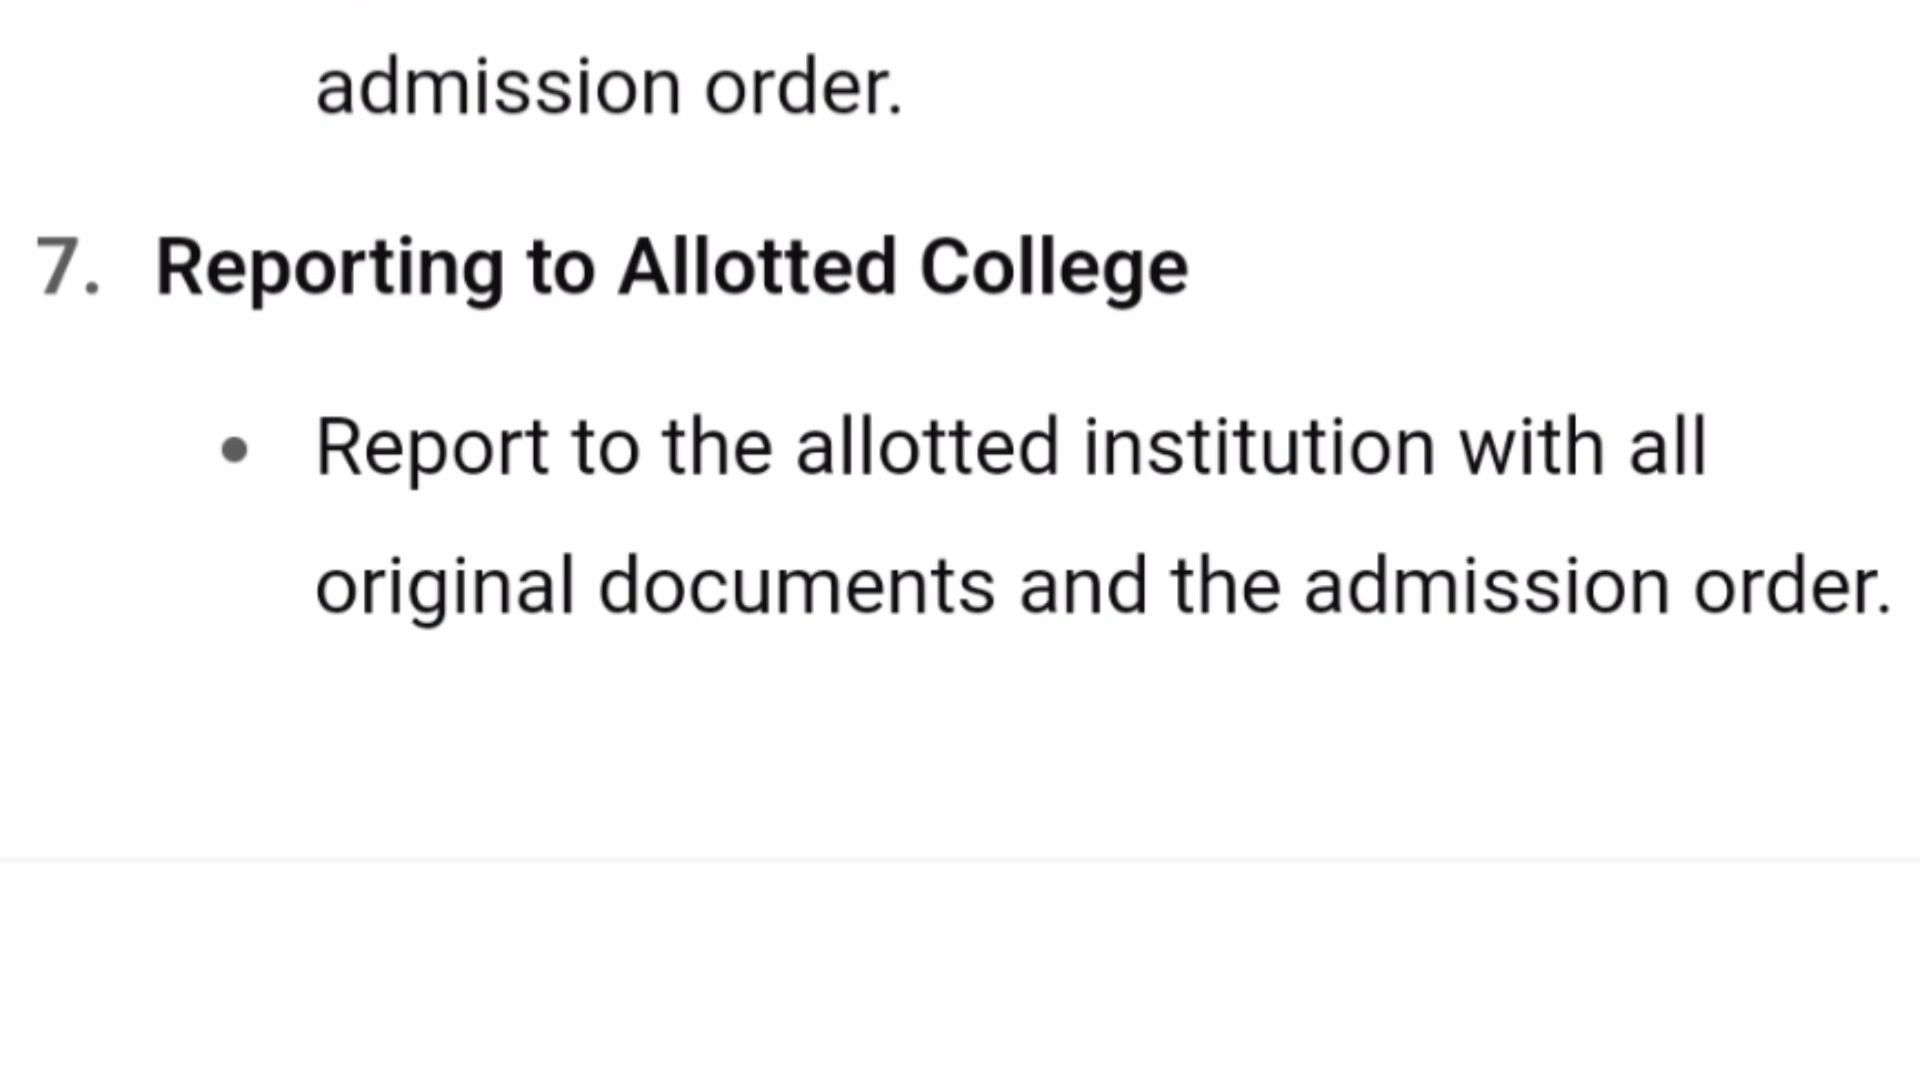 admission order.
7. Reporting to Allotted College
• Report to the allotted institution with all
original documents and the admission order.